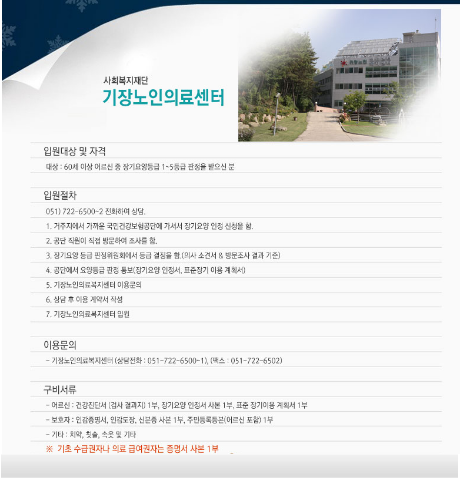 사회복지재단
기장노인의료센터
입원대상 및 자격
대상 : 60세 이상 어르신 중 장기요양등급 1~5등급 판정을 받으신 분
입원절차
051) 722-6500~2 전화하여 상담.
1. 거주지에서 가까운 국민건강보험공단에 가셔서 장기요양 인정 신청을 함.
2. 공단 직원이 직접 방문하여 조사를 함.
3. 장기요양 등급 판정위원회에서 등급 결정을 함.(의사 소견서 & 방문조사 결과 기준)
4. 공단에서 요양등급 판정 통보(장기요양 인정서, 표준장기 이용 계획서)
5. 기장노인의료복지센터 이용문의
6. 상담 후 이용 계약서 작성
7. 기장노인의료복지센터 입원
이용문의
- 기장노인의료복지센터 (상담전화 : 051-722-6500~1), (팩스 : 051-722-6502)
구비서류
- 어르신 : 건강진단서 (검사 결과지) 1부, 장기요양 인정서 사본 1부, 표준 장기이용 계획서 1부
- 보호자 : 인감증명서, 인감도장, 신분증 사본 1부, 주민등록등본(어르신 포함) 1부
- 기타 : 치약, 칫솔, 속옷 및 기타
※ 기초 수급권자나 의료 급여권자는 증명서 사본 1부